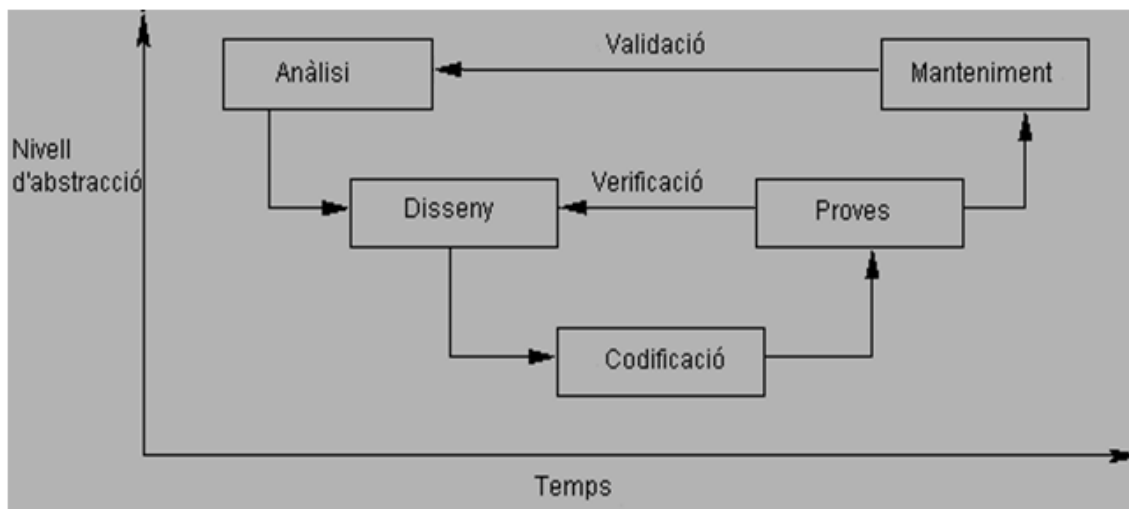 Validació
Anàlisi
Manteniment
Nivell
d'abstracció
Verificació
Disseny
Proves
Codificació
Temps